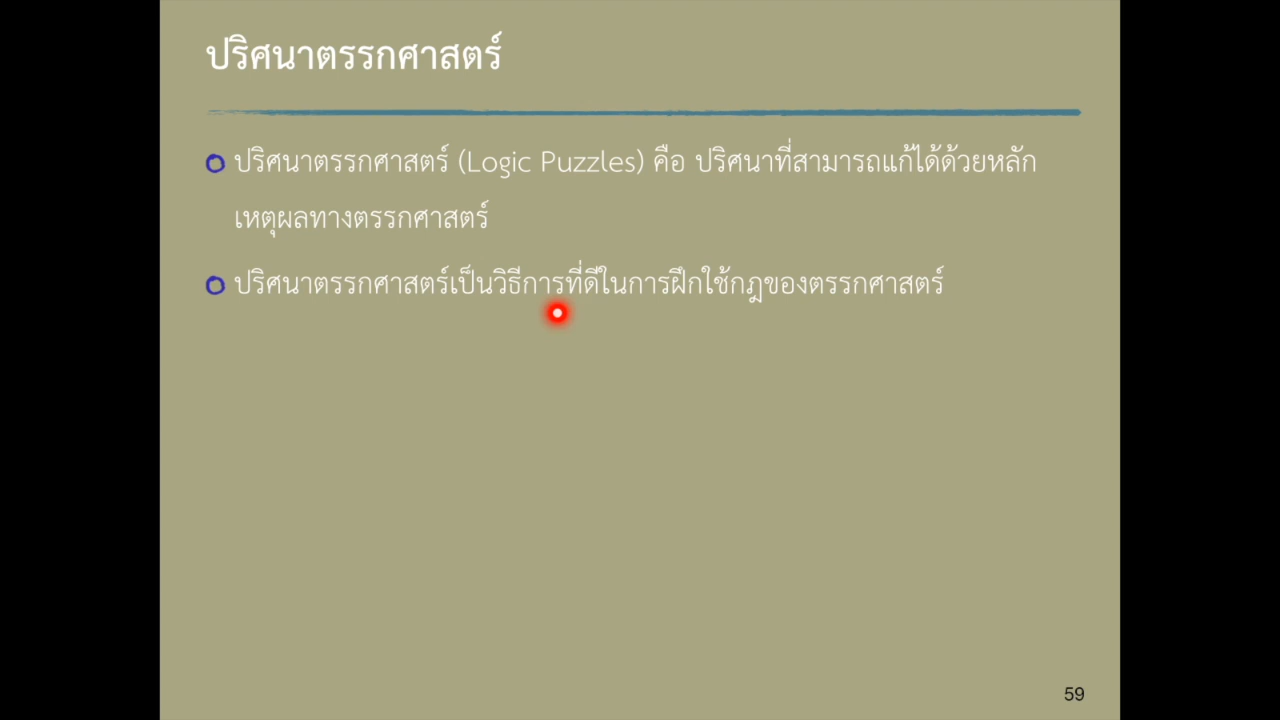 ปริศนาตรรกศาสตร์
ปริศนาตรรกศาสตร์ (Logic Puzzles) คือ ปริศนาที่สามารถแก้ได้ด้วยหลัก
เหตุผลทางตรรกศาสตร์
ปริศนาตรรกศาสตร์เป็นวิธีการที่ดีในการฝึกใช้กฎของตรรกศาสตร์
59